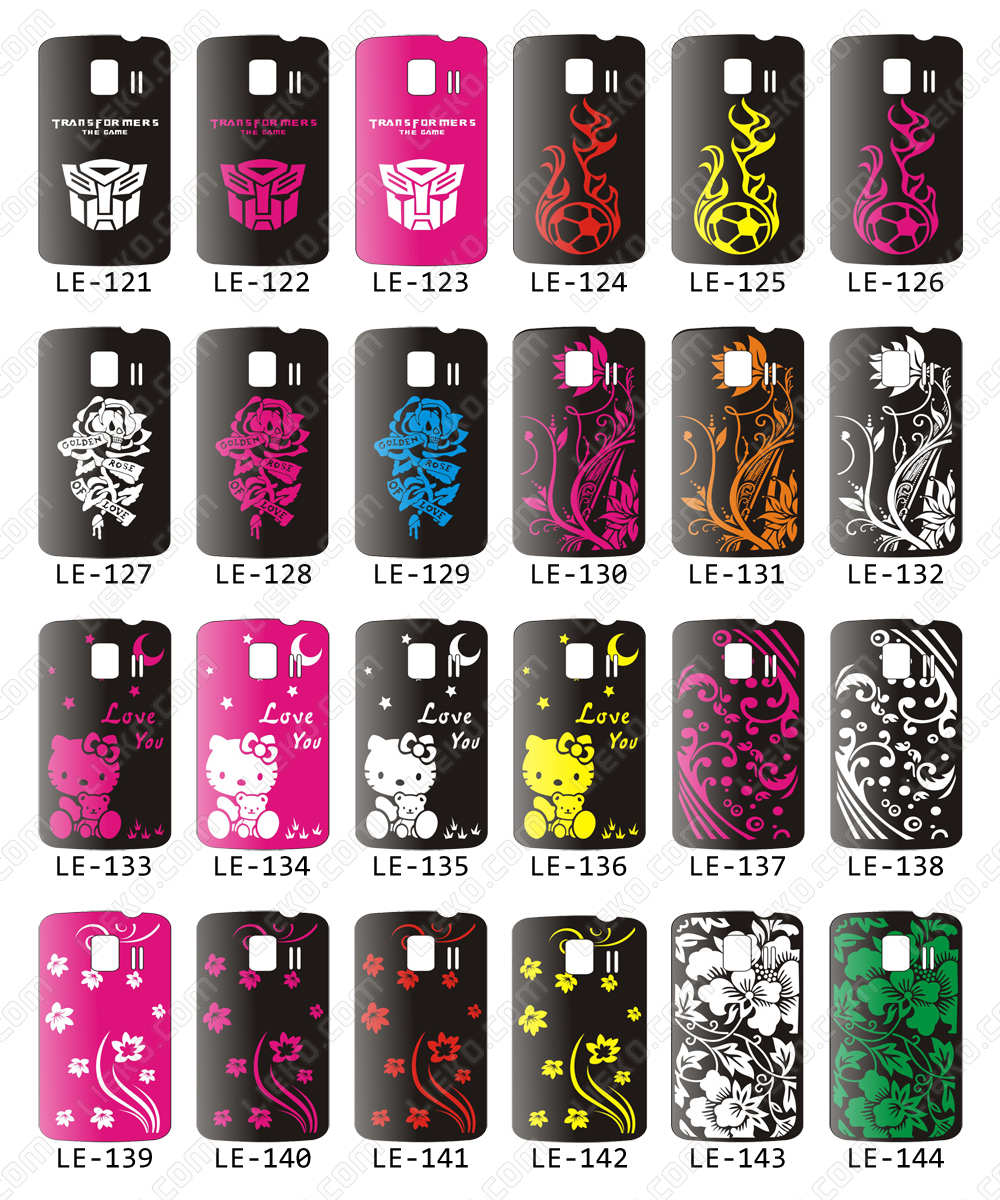 TRANSFORMERS
THE GAME
TRANSFORMERS
THE GAME
TRANSFORMERS
THE GAME
LE-121 LE-122 LE-123 LE-124 LE-125 LE-126
GOLDEN
ROSE
OF LOVE
GOLDEN
ROSE
OF LOVE
GOLDEN
ROSE
OF LOVE
LE-127 LE-128 LE-129 LE-130 LE-131 LE-132
Love
You
Love
You
Love
You
Love
You
LE-133 LE-134 LE-135 LE-136 LE-137 LE-138
LE-139 LE-140 LE-141 LE-142 LE-143 LE-144
LIEKO.com